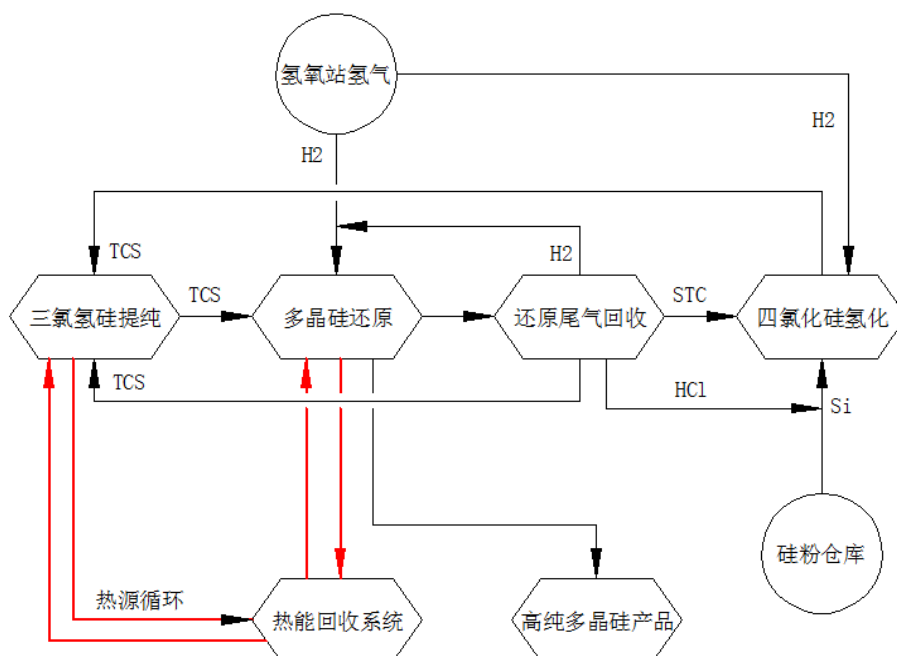 氢氧站氢气
H2
H2
TCS
H2
三氯氢硅提纯
TCS
多晶硅还原
还原尾气回收
STC
四氯化硅氢化
TCS
HCl
Si
硅粉仓库
热源循环
热能回收系统
高纯多晶硅产品